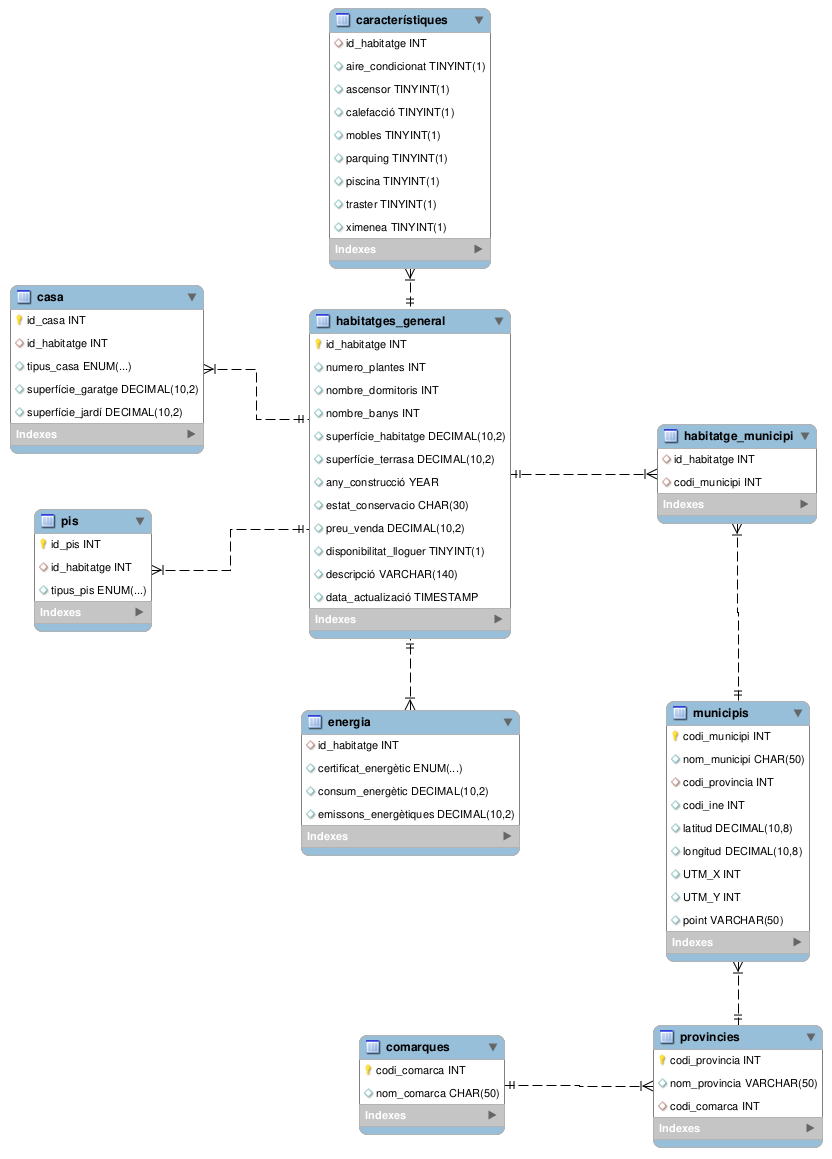 característiques
id_habitatge INT
aire_condicionat TINYINT(1)
ascensor TINYINT(1)
calefacció TINYINT(1)
mobles TINYINT(1)
parquing TINYINT(1)
piscina TINYINT(1)
traster TINYINT(1)
ximenea TINYINT(1)
Indexes
casa
id_casa INT
id_habitatge INT
tipus_casa ENUM(...)
superfície_garatge DECIMAL(10,2)
superfície_jardí DECIMAL(10,2)
Indexes
habitatges_general
id_habitatge INT
numero_plantes INT
nombre_dormitoris INT
nombre_banys INT
superfície_habitatge DECIMAL(10,2)
superfície_terrasa DECIMAL(10,2)
any_construcció YEAR
estat_conservacio CHAR(30)
preu_venda DECIMAL(10,2)
disponibilitat_lloguer TINYINT(1)
descripció VARCHAR(140)
data_actualizació TIMESTAMP
Indexes
habitatge_municipi
id_habitatge INT
codi_municipi INT
Indexes
pis
id_pis INT
id_habitatge INT
tipus_pis ENUM(...)
Indexes
energia
id_habitatge INT
certificat_energètic ENUM(...)
consum_energètic DECIMAL(10,2)
emissons_energètiques DECIMAL(10,2)
Indexes
municipis
codi_municipi INT
nom_municipi CHAR(50)
codi_provincia INT
codi_ine INT
latitud DECIMAL(10,8)
longitud DECIMAL(10,8)
UTM_X INT
UTM_Y INT
point VARCHAR(50)
Indexes
comarques
codi_comarca INT
nom_comarca CHAR(50)
Indexes
provincies
codi_provincia INT
nom_provincia VARCHAR(50)
codi_comarca INT
Indexes